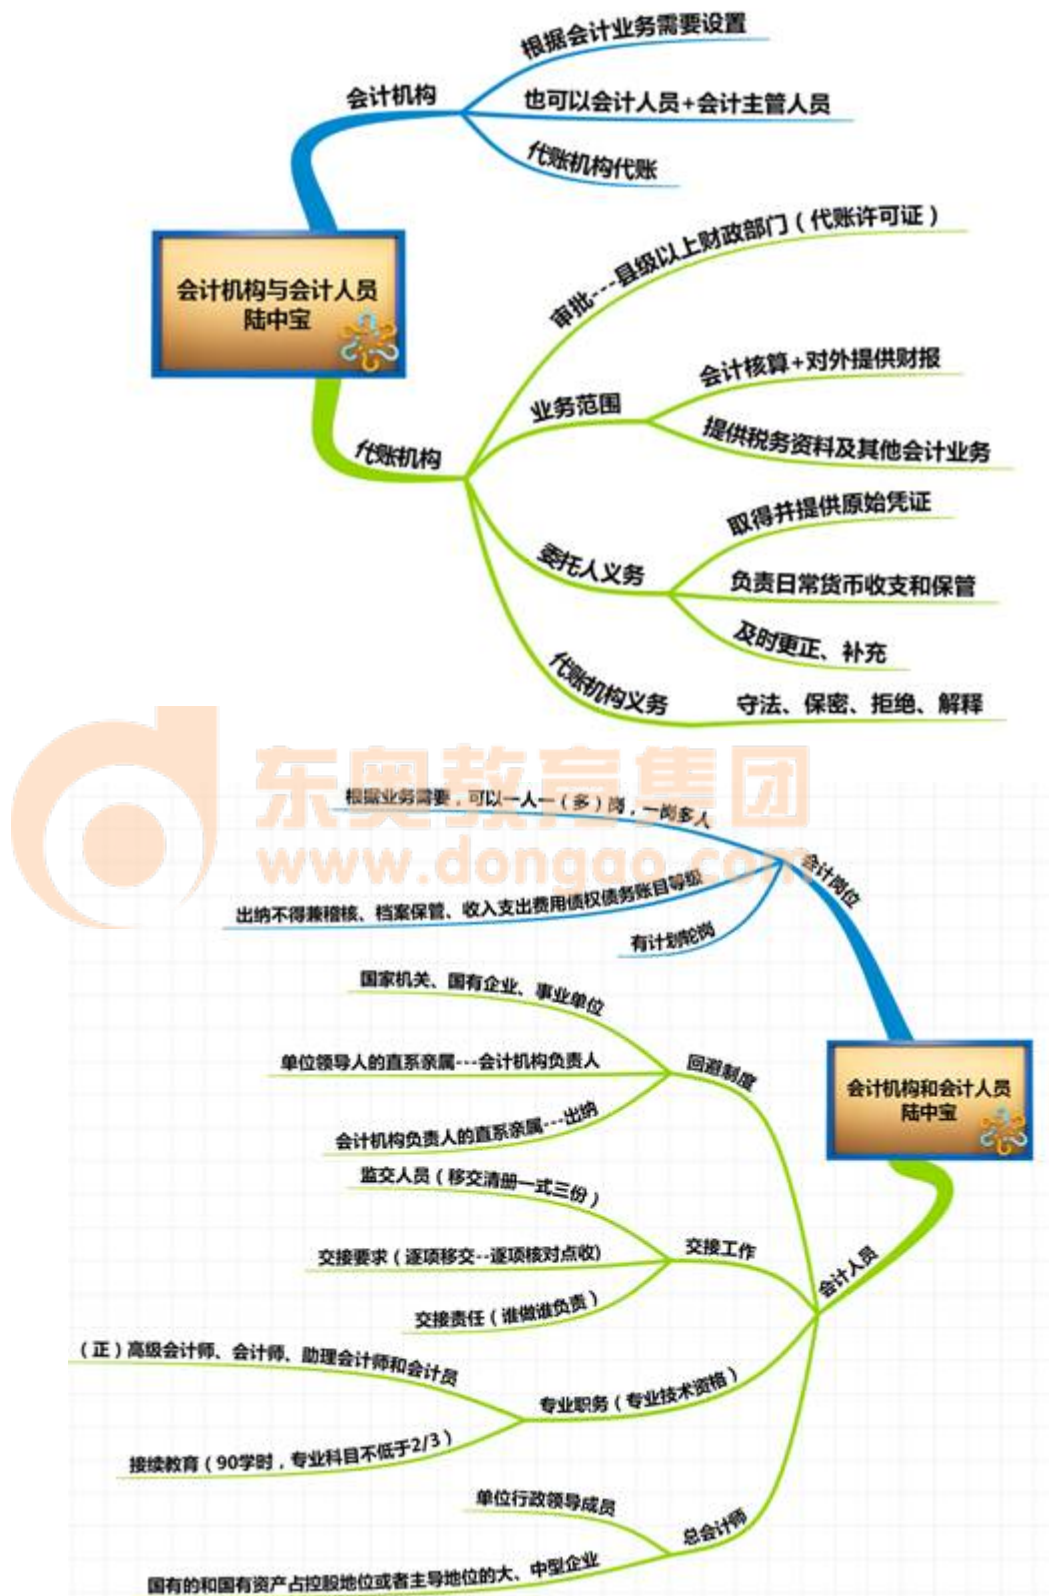 根据会计业务需要设置
会计机构
也可以会计人员+会计主管人员
代账机构代账
会计机构与会计人员
陆中宝
审批---县级以上财政部门（代账许可证）
会计核算+对外提供财报
业务范围
提供税务资料及其他会计业务
代账机构
取得并提供原始凭证
委托人义务
负责日常货币收支和保管
及时更正、补充
代账机构义务
守法、保密、拒绝、解释
东奥教育集团
www.dongao.com
根据业务需要，可以一人一（多）岗，一岗多人
会计岗位
出纳不得兼稽核、档案保管、收入支出费用债权债务账目等级
有计划轮岗
国家机关、国有企业、事业单位
单位领导人的直系亲属---会计机构负责人
回避制度
会计机构负责人的直系亲属---出纳
会计机构和会计人员
陆中宝
监交人员（移交清册一式三份）
交接要求（逐项移交--逐项核对点收)
交接工作
会计人员
交接责任（谁做谁负责）
（正）高级会计师、会计师、助理会计师和会计员
专业职务（专业技术资格）
接续教育（90学时，专业科目不低于2/3）
单位行政领导成员
总会计师
国有的和国有资产占控股地位或者主导地位的大、中型企业